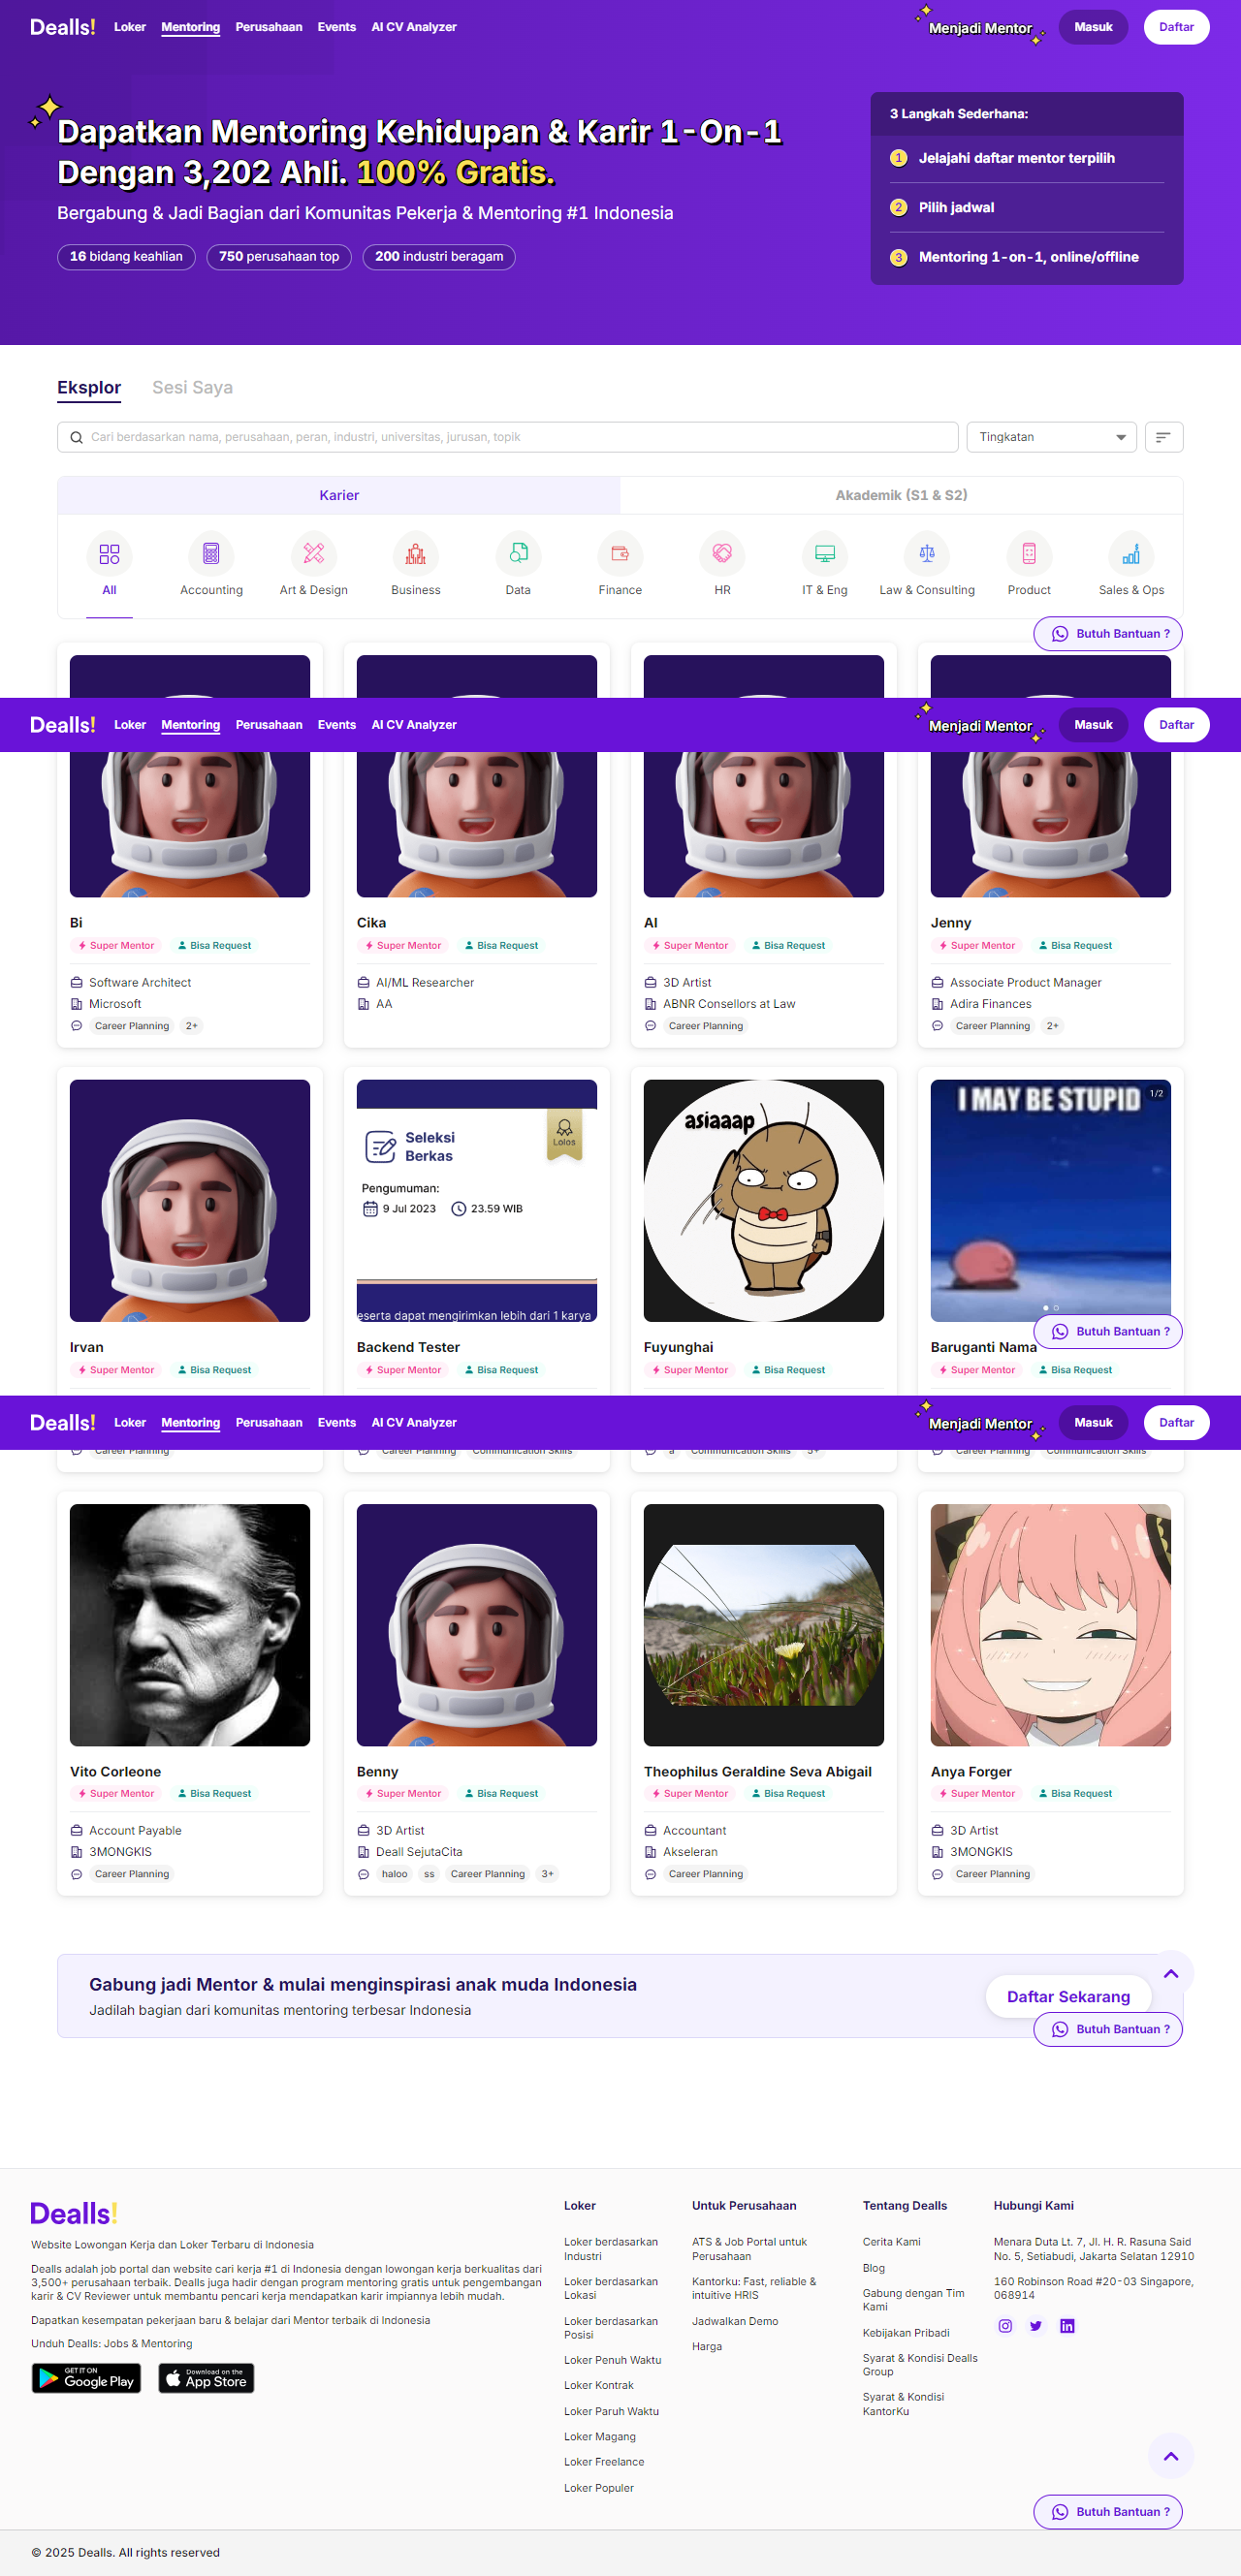 Dealls! Loker Mentoring Perusahaan Events AI CV Analyzer Menjadi Mentor Masuk Daftar
Dapatkan Mentoring Kehidupan & Karir 1-On-1
Dengan 3,202 Ahli. 100% Gratis.
Bergabung & Jadi Bagian dari Komunitas Pekerja & Mentoring #1 Indonesia
16 bidang keahlian 750 perusahaan top 200 industri beragam
3 Langkah Sederhana:
1 Jelajahi daftar mentor terpilih
2 Pilih jadwal
3 Mentoring 1-on-1, online/offline
Eksplor Sesi Saya
Cari berdasarkan nama, perusahaan, peran, industri, universitas, jurusan, topik Tingkatan
Karier Akademik (S1 & S2)
All Accounting Art & Design Business Data Finance HR IT & Eng Law & Consulting Product Sales & Ops
Butuh Bantuan ?
Dealls! Loker Mentoring Perusahaan Events AI CV Analyzer Menjadi Mentor Masuk Daftar
Bi
Super Mentor Bisa Request
Software Architect
Microsoft
Career Planning 2+
Cika
Super Mentor Bisa Request
AI/ML Researcher
AA
AI
Super Mentor Bisa Request
3D Artist
ABNR Consellors at Law
Career Planning
Jenny
Super Mentor Bisa Request
Associate Product Manager
Adira Finances
Career Planning 2+
Irvan
Super Mentor Bisa Request
Seleksi
Berkas
Lolos
Pengumuman:
9 Jul 2023 23.59 WIB
eserta dapat mengirimkan lebih dari 1 karya
Backend Tester
Super Mentor Bisa Request
asiaaap
Fuyunghai
Super Mentor Bisa Request
I MAY BE STUPID
1/2
Baruganti Nama
Butuh Bantuan ?
Super Mentor Bisa Request
Dealls! Loker Mentoring Perusahaan Events AI CV Analyzer Menjadi Mentor Masuk Daftar
Career Planning
Career Planning Communication Skills
a Communication Skills 3+
Career Planning Communication Skills
Vito Corleone
Super Mentor Bisa Request
Account Payable
3MONGKIS
Career Planning
Benny
Super Mentor Bisa Request
3D Artist
Deall SejutaCita
haloo ss Career Planning 3+
Theophilus Geraldine Seva Abigail
Super Mentor Bisa Request
Accountant
Akseleran
Career Planning
Anya Forger
Super Mentor Bisa Request
3D Artist
3MONGKIS
Career Planning
Gabung jadi Mentor & mulai menginspirasi anak muda Indonesia
Jadilah bagian dari komunitas mentoring terbesar Indonesia
Daftar Sekarang
Butuh Bantuan ?
Dealls!
Website Lowongan Kerja dan Loker Terbaru di Indonesia
Dealls adalah job portal dan website cari kerja #1 di Indonesia dengan lowongan kerja berkualitas dari
3,500+ perusahaan terbaik. Dealls juga hadir dengan program mentoring gratis untuk pengembangan
karir & CV Reviewer untuk membantu pencari kerja mendapatkan karir impiannya lebih mudah.
Dapatkan kesempatan pekerjaan baru & belajar dari Mentor terbaik di Indonesia
Unduh Dealls: Jobs & Mentoring
GET IT ON
Google Play
Download on the
App Store
Loker
Loker berdasarkan
Industri
Loker berdasarkan
Lokasi
Loker berdasarkan
Posisi
Loker Penuh Waktu
Loker Kontrak
Loker Paruh Waktu
Loker Magang
Loker Freelance
Loker Populer
Untuk Perusahaan
ATS & Job Portal untuk
Perusahaan
Kantorku: Fast, reliable &
intuitive HRIS
Jadwalkan Demo
Harga
Tentang Dealls
Cerita Kami
Blog
Gabung dengan Tim
Kami
Kebijakan Pribadi
Syarat & Kondisi Dealls
Group
Syarat & Kondisi
KantorKu
Hubungi Kami
Menara Duta Lt. 7, Jl. H. R. Rasuna Said
No. 5, Setiabudi, Jakarta Selatan 12910
160 Robinson Road #20-03 Singapore,
068914
Butuh Bantuan ?
© 2025 Dealls. All rights reserved